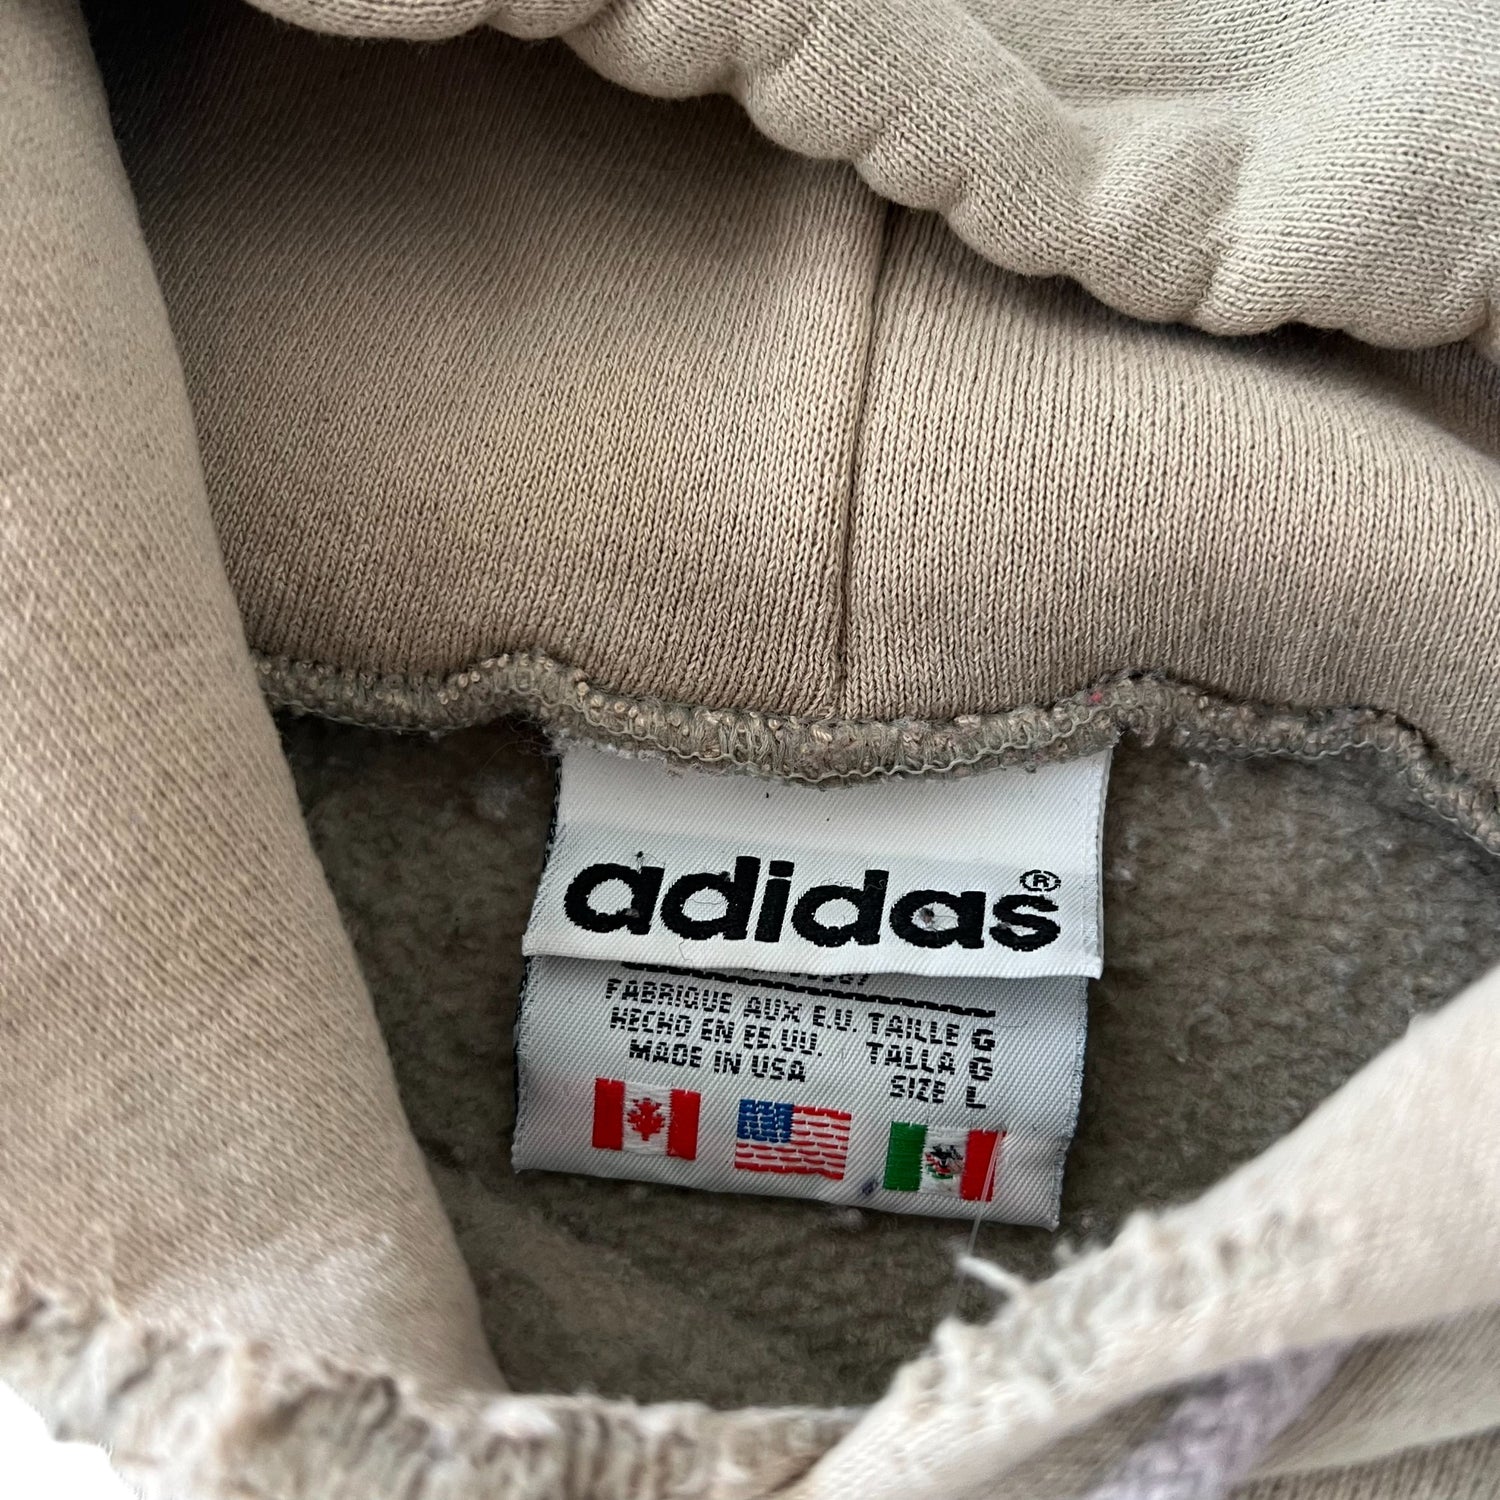 adidas®
FABRIQUE AUX E.U. TAILLE G
HECHO EN EE.UU. TALLA G
MADE IN USA SIZE L